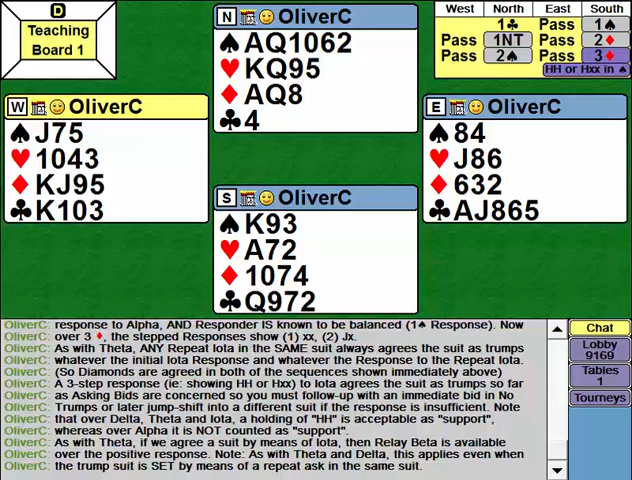 D
Teaching
Board 1
N OliverC
♠ AQ1062
♥ KQ95
♦ AQ8
♣ 4
West North East South
1♣ Pass 1♠
Pass 1NT Pass 2♦
Pass 2♠ Pass 3♦
HH or Hxx in ♠
W OliverC
♠ J75
♥ 1043
♦ KJ95
♣ K103
E OliverC
♠ 84
♥ J86
♦ 632
♣ AJ865
S OliverC
♠ K93
♥ A72
♦ 1074
♣ Q972
OliverC: response to Alpha, AND Responder IS known to be balanced (1♠ Response). Now
OliverC: over 3 ♦, the stepped Responses show (1) xx, (2) Jx.
OliverC: As with Theta, ANY Repeat Iota in the SAME suit always agrees the suit as trumps
OliverC: whatever the initial Iota Response and whatever the Response to the Repeat Iota.
OliverC: (So Diamonds are agreed in both of the sequences shown immediately above)
OliverC: A 3-step response (ie: showing HH or Hxx) to Iota agrees the suit as trumps so far
OliverC: as Asking Bids are concerned so you must follow-up with an immediate bid in No
OliverC: Trumps or later jump-shift into a different suit if the response is insufficient. Note
OliverC: that over Delta, Theta and Iota, a holding of "HH" is acceptable as "support",
OliverC: whereas over Alpha it is NOT counted as "support".
OliverC: As with Theta, if we agree a suit by means of Iota, then Relay Beta is available
OliverC: over the positive response. Note: As with Theta and Delta, this applies even when
OliverC: the trump suit is SET by means of a repeat ask in the same suit.
Chat
Lobby
9169
Tables
1
Tourneys